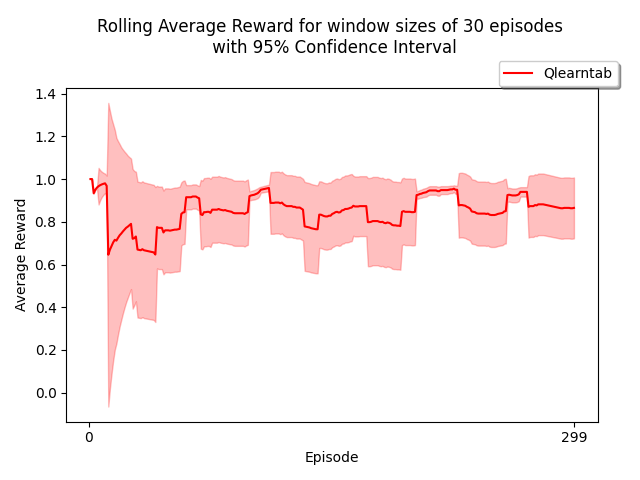 Rolling Average Reward for window sizes of 30 episodes
with 95% Confidence Interval
Qlearntab
1.4
1.2
1.0
0.8
0.6
0.4
0.2
0.0
Average Reward
0
299
Episode